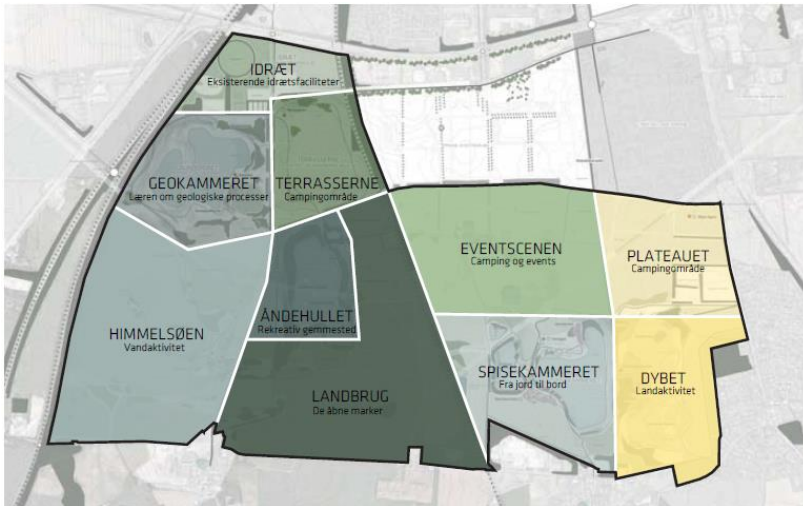 IDRÆT
Eksisterende idrætsfaciliteter
GEOKAMMERET
Læren om geologiske processer
TERRASSERNE
Campingområde
EVENTSCENEN
Camping og events
PLATEAUET
Campingområde
HIMMELSØEN
Vandaktivitet
ÅNDEHULLET
Rekreativ gemmested
SPISEKAMMERET
Fra jord til bord
DYBET
Landaktivitet
LANDBRUG
De åbne marker